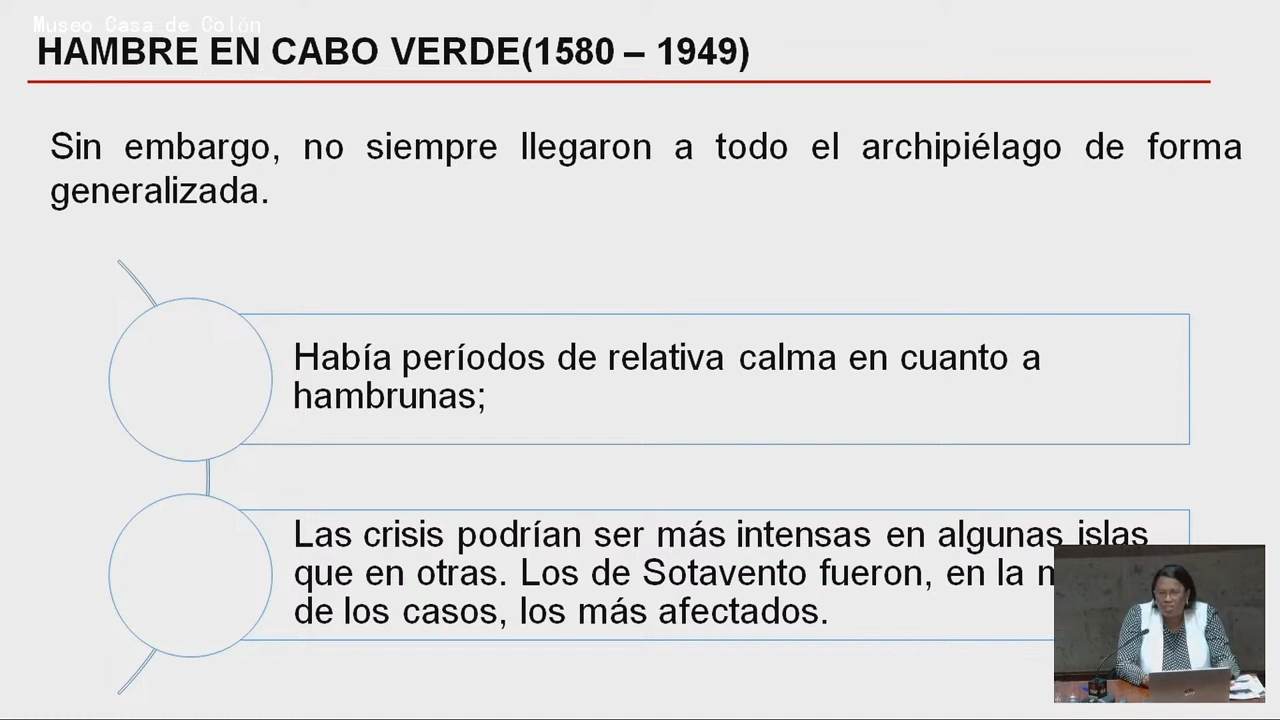 Museo Casa de Colón
HAMBRE EN CABO VERDE(1580 – 1949)
Sin embargo, no siempre llegaron a todo el archipiélago de forma
generalizada.
Había períodos de relativa calma en cuanto a
hambrunas;
Las crisis podrían ser más intensas en algunas islas
que en otras. Los de Sotavento fueron, en la
de los casos, los más afectados.